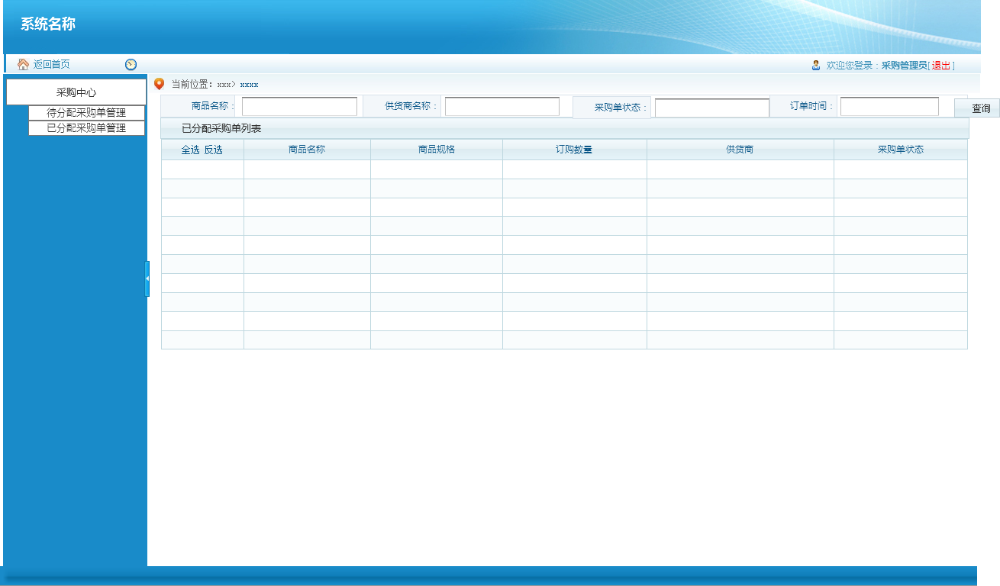 系统名称
返回首页
欢迎您登录：采购管理员[ 退出 ]
采购中心
待分配采购单管理
已分配采购单管理
当前位置：xxx> xxxx
商品名称： 供货商名称： 采购单状态： 订单时间： 查询
已分配采购单列表
全选 反选 商品名称 商品规格 订购数量 供货商 采购单状态